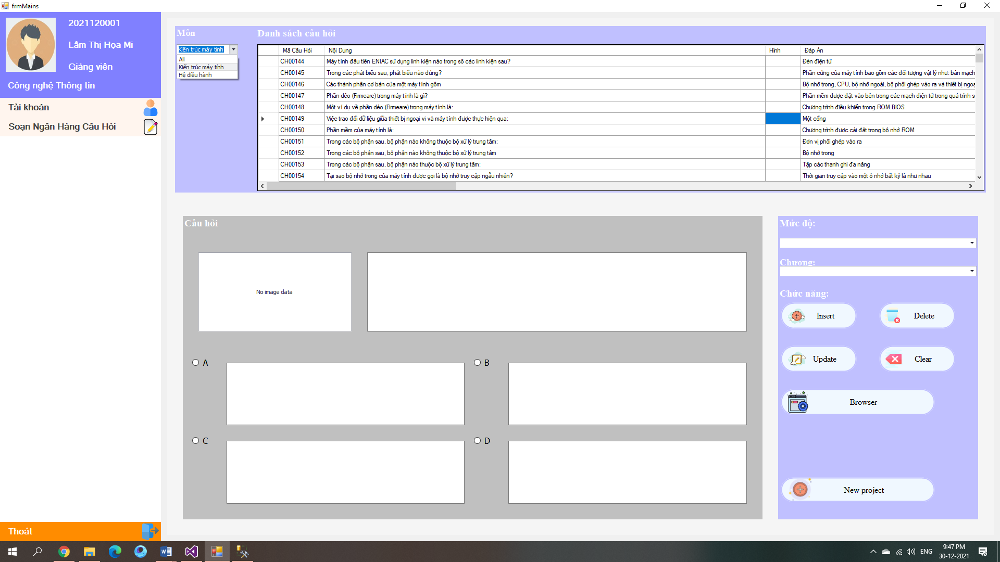 frmMains
2021120001
Lâm Thị Họa Mi
Giảng viên
Công nghệ Thông tin
Tài khoản
Soạn Ngân Hàng Câu Hỏi
Thoát
Môn
Kiến trúc máy tính
All
Kiến trúc máy tính
Hệ điều hành
Danh sách câu hỏi
Mã Câu Hỏi Nội Dung Hình Đáp Án
CH00144 Máy tính đầu tiên ENIAC sử dụng linh kiện nào trong số các linh kiện sau? Đèn điện tử
CH00145 Trong các phát biểu sau, phát biểu nào đúng? Phần cứng của máy tính bao gồm các đối tượng vật lý như: bản mạch
CH00146 Các thành phần cơ bản của một máy tính gồm Bộ nhớ trong, CPU, bộ nhớ ngoài, bộ phối ghép vào ra và thiết bị ngoạ
CH00147 Phần dẻo (Firmeare) trong máy tính là gì? Phần mềm được đặt vào bên trong các mạch điện tử trong quá trình s
CH00148 Một ví dụ về phần dẻo (Firmeare) trong máy tính là: Chương trình điều khiển trong ROM BIOS
CH00149 Việc trao đổi dữ liệu giữa thiết bị ngoại vi và máy tính được thực hiện qua: Một cổng
CH00150 Phần mềm của máy tính là: Chương trình được cài đặt trong bộ nhớ ROM
CH00151 Trong các bộ phận sau, bộ phận nào không thuộc bộ xử lý trung tâm: Đơn vị phối ghép vào ra
CH00152 Trong các bộ phận sau, bộ phận nào không thuộc bộ xử lý trung tâm Bộ nhớ trong
CH00153 Trong các bộ phận sau, bộ phận nào thuộc bộ xử lý trung tâm: Tập các thanh ghi đa năng
CH00154 Tại sao bộ nhớ trong của máy tính được gọi là bộ nhớ truy cập ngẫu nhiên? Thời gian truy cập vào một ô nhớ bất kỳ là như nhau
Câu hỏi
No image data
A
B
C
D
Mức độ:
Chương:
Chức năng:
Insert
Delete
Update
Clear
Browser
New project
ENG
9:47 PM
30-12-2021